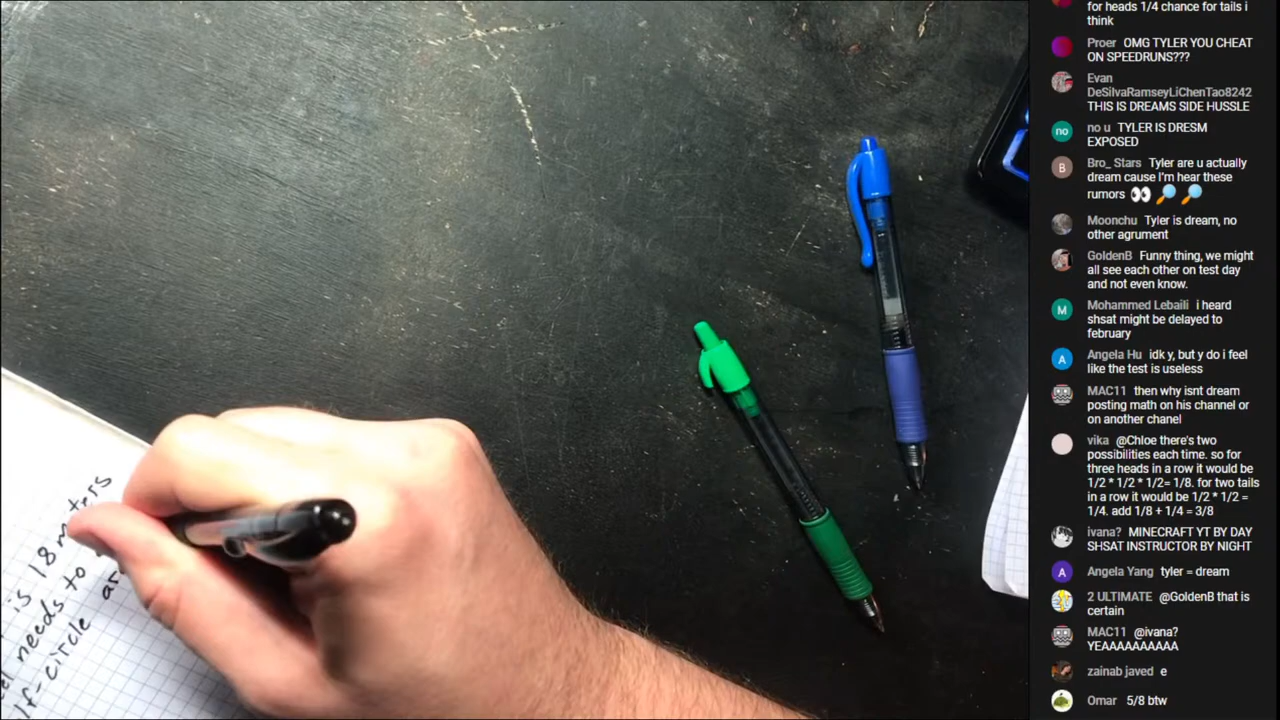 for heads 1/4 chance for tails i
think
Proer OMG TYLER YOU CHEAT
ON SPEEDRUNS???
Evan
DeSilvaRamseyLiChenTao8242
THIS IS DREAMS SIDE HUSSLE
no
no u TYLER IS DRESM
EXPOSED
B
Bro_ Stars Tyler are u actually
dream cause I'm hear these
rumors 👀 🔎 🔎
Moonchu Tyler is dream, no
other agrument
GoldenB Funny thing, we might
all see each other on test day
and not even know.
M
Mohammed Lebaili i heard
shsat might be delayed to
february
A
Angela Hu idk y, but y do i feel
like the test is useless
MAC11 then why isnt dream
posting math on his channel or
on another chanel
vika @Chloe there's two
possibilities each time. so for
three heads in a row it would be
1/2 * 1/2 * 1/2= 1/8. for two tails
in a row it would be 1/2 * 1/2 =
1/4. add 1/8 + 1/4 = 3/8
ivana? MINECRAFT YT BY DAY
SHSAT INSTRUCTOR BY NIGHT
A
Angela Yang tyler = dream
2 ULTIMATE @GoldenB that is
certain
MAC11 @ivana?
YEAAAAAAAAAA
zainab javed e
Omar 5/8 btw
is 18 meters
needs to
circle